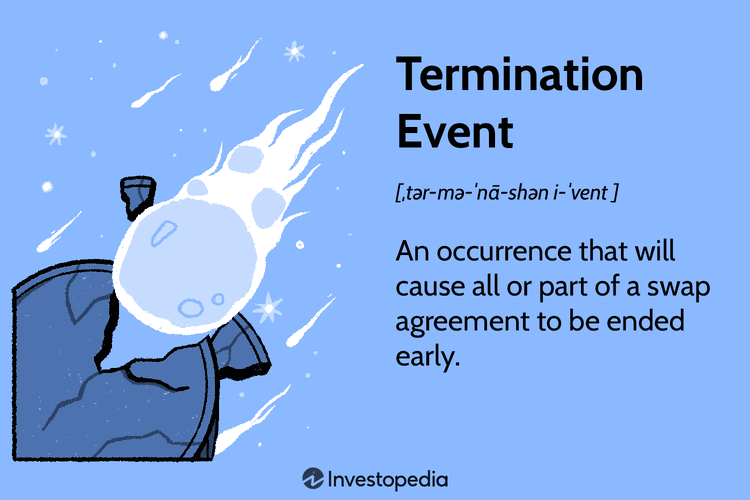 Termination
Event
[ˌtər-mə-ˈnā-shən i-ˈvent ]
An occurrence that will
cause all or part of a swap
agreement to be ended
early.
Investopedia